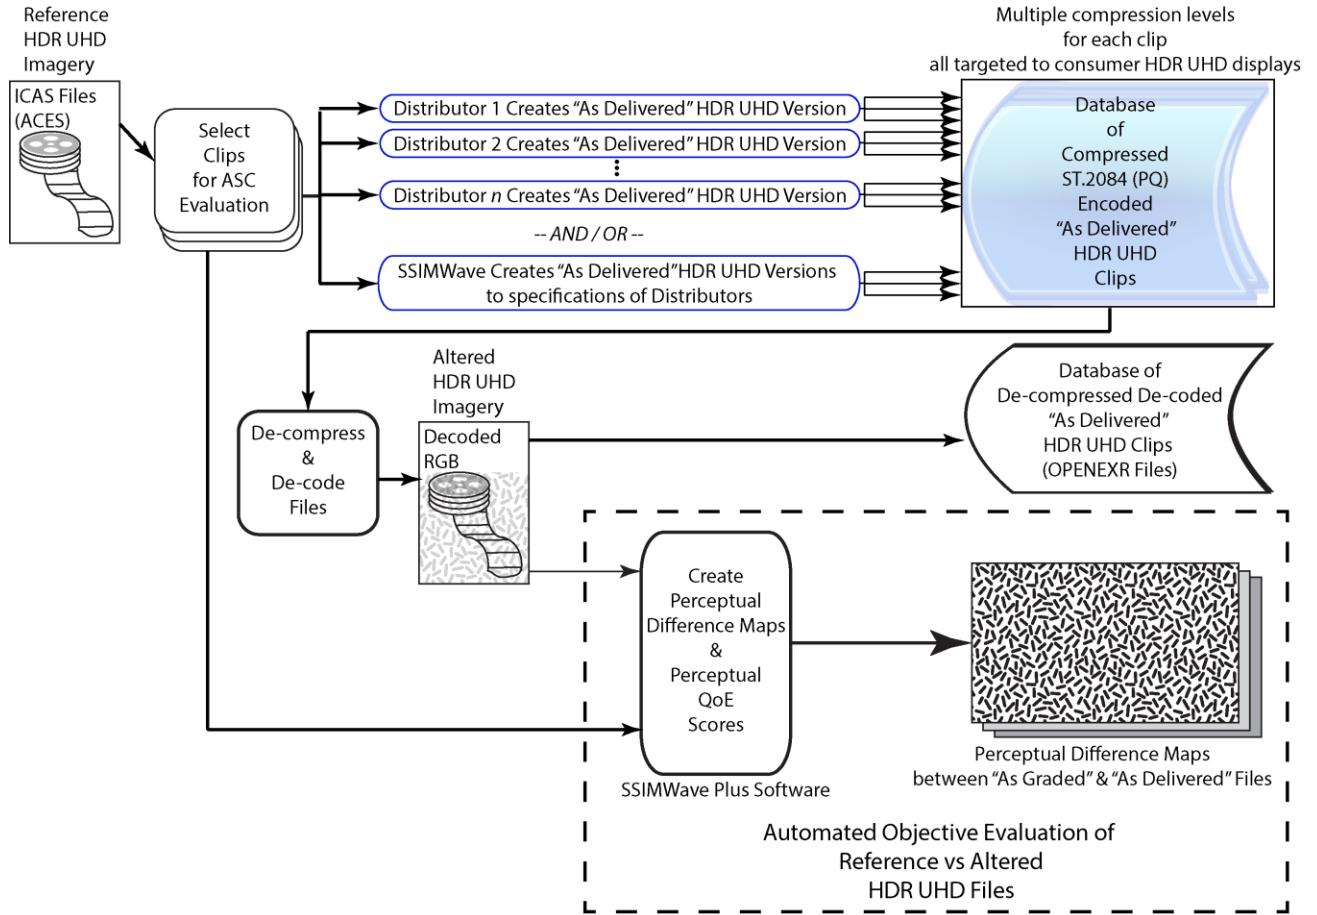 Reference
HDR UHD
Imagery
ICAS Files
(ACES)
Select
Clips
for ASC
Evaluation
Distributor 1 Creates “As Delivered” HDR UHD Version
Distributor 2 Creates “As Delivered” HDR UHD Version
Distributor n Creates “As Delivered” HDR UHD Version
-- AND / OR --
SSIMWave Creates “As Delivered”HDR UHD Versions
to specifications of Distributors
Multiple compression levels
for each clip
all targeted to consumer HDR UHD displays
Database
of
Compressed
ST.2084 (PQ)
Encoded
“As Delivered”
HDR UHD
Clips
De-compress
&
De-code
Files
Altered
HDR UHD
Imagery
Decoded
RGB
Database of
De-compressed De-coded
“As Delivered”
HDR UHD Clips
(OPENEXR Files)
Create
Perceptual
Difference Maps
&
Perceptual
QoE
Scores
SSIMWave Plus Software
Perceptual Difference Maps
between “As Graded” & “As Delivered” Files
Automated Objective Evaluation of
Reference vs Altered
HDR UHD Files